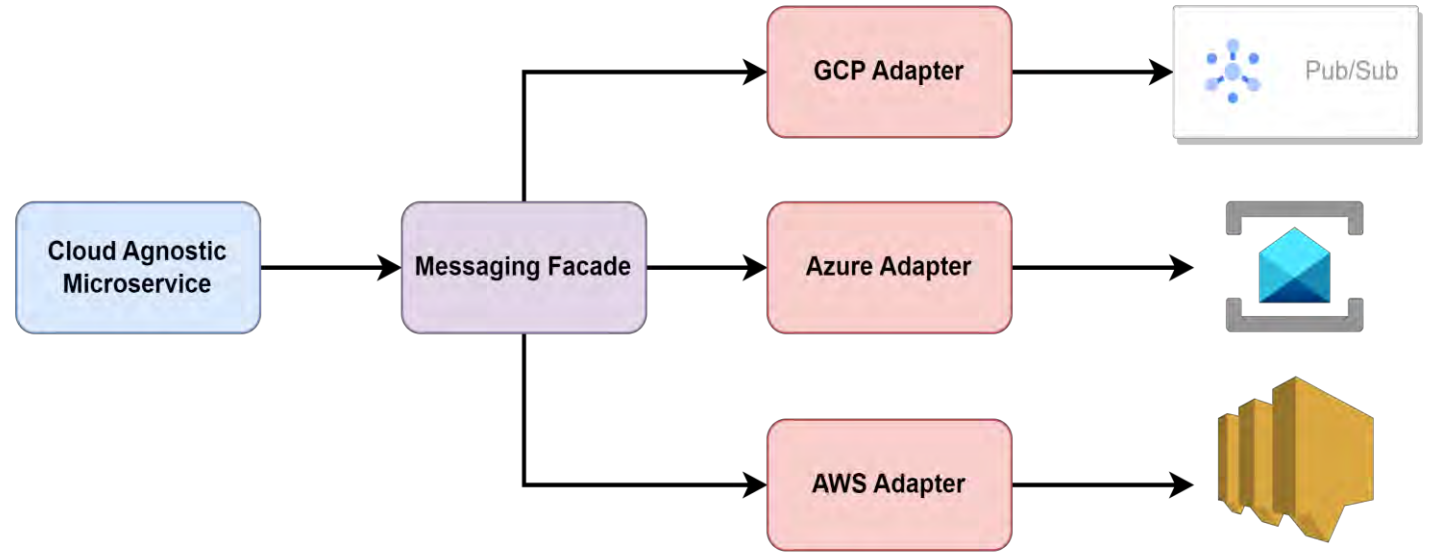 GCP Adapter
Pub/Sub
Cloud Agnostic
Microservice
Messaging Facade
Azure Adapter
AWS Adapter